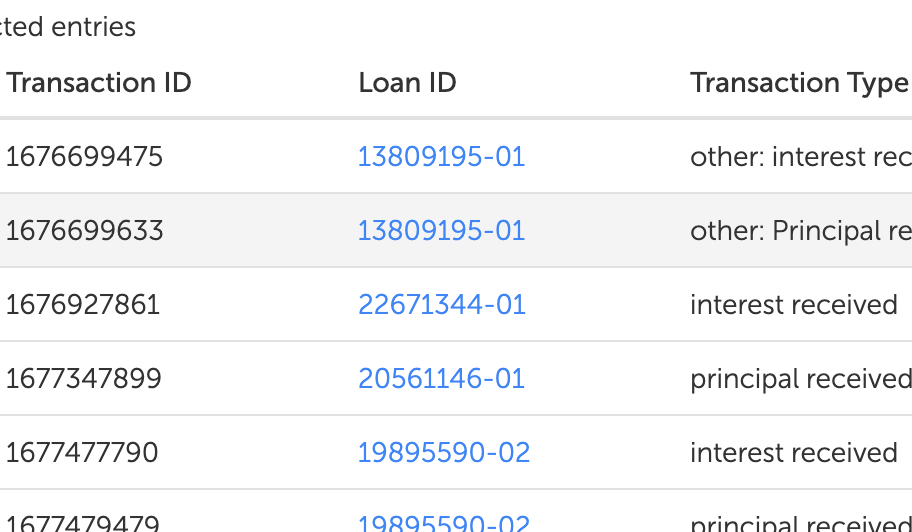 cted entries
Transaction ID Loan ID Transaction Type
1676699475 13809195-01 other: interest rec
1676699633 13809195-01 other: Principal re
1676927861 22671344-01 interest received
1677347899 20561146-01 principal received
1677477790 19895590-02 interest received
1677479479 19895590-02 principal received